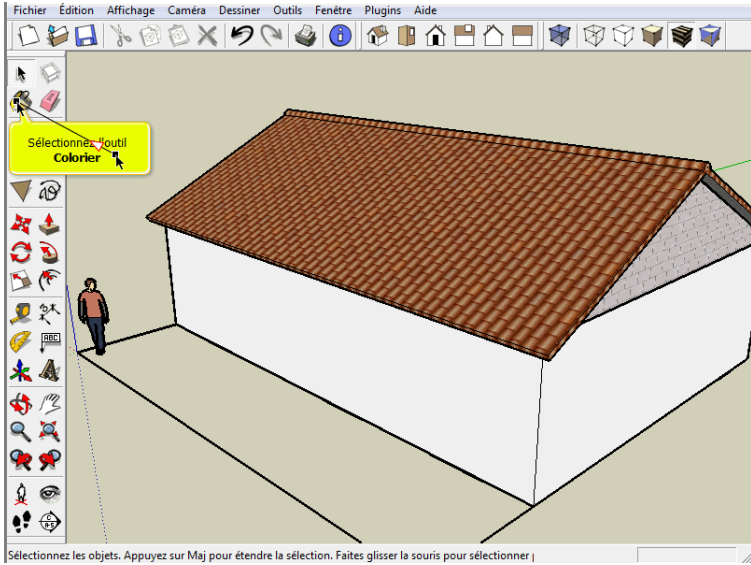 Fichier Édition Affichage Caméra Dessiner Outils Fenêtre Plugins Aide
Sélectionnez l'outil
Colorier
ABC
Sélectionnez les objets. Appuyez sur Maj pour étendre la sélection. Faites glisser la souris pour sélectionner